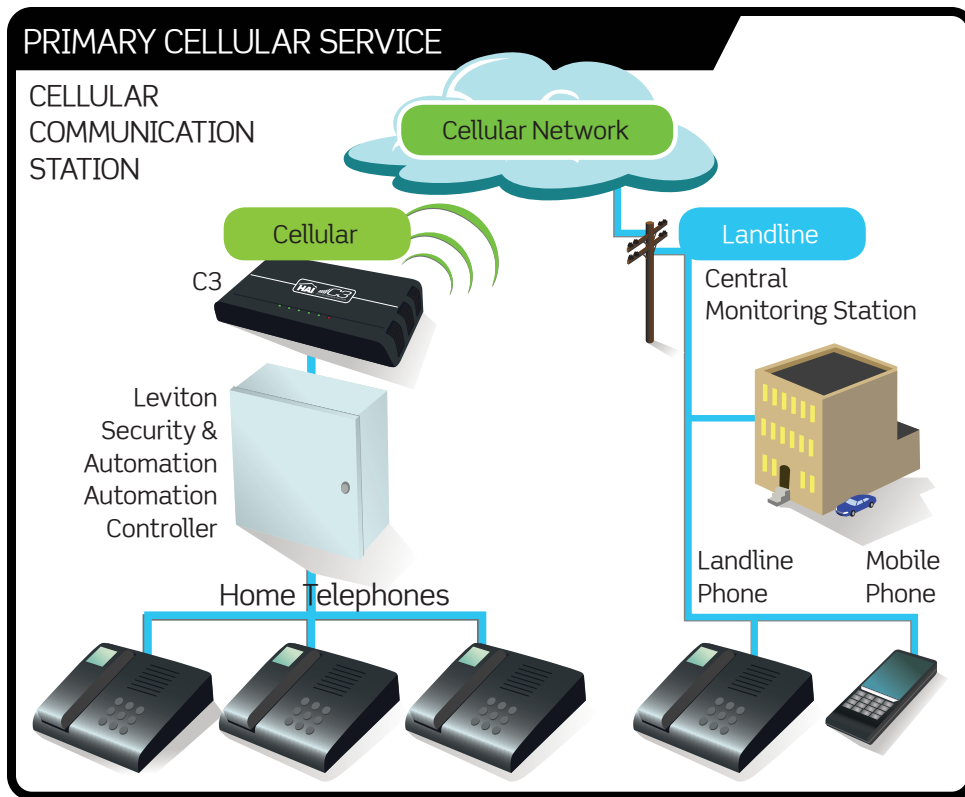 PRIMARY CELLULAR SERVICE
CELLULAR
COMMUNICATION
STATION
Cellular Network
Cellular
Landline
C3
HAI C3
Central
Monitoring Station
Leviton
Security &
Automation
Automation
Controller
Landline
Phone
Mobile
Phone
Home Telephones